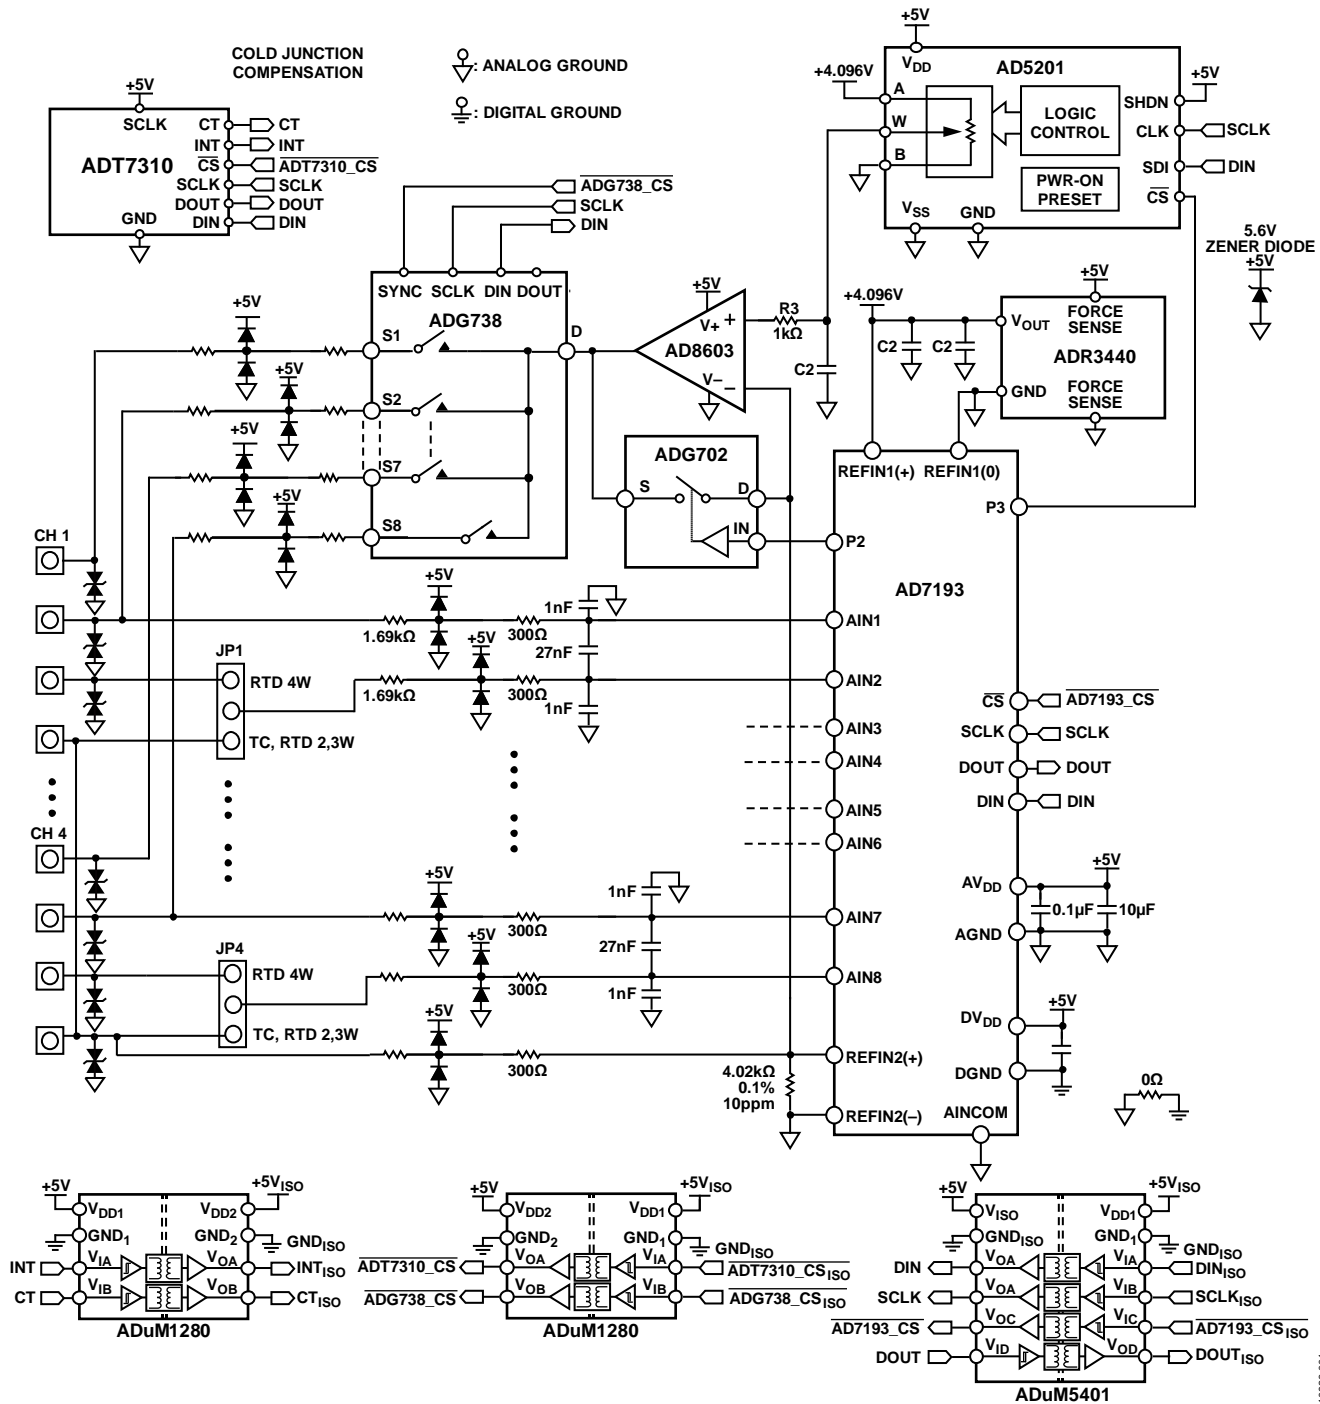 COLD JUNCTION
COMPENSATION
: ANALOG GROUND
: DIGITAL GROUND
+5V
SCLK
ADT7310
GND
CT
INT
CS
SCLK
DOUT
DIN
CT
INT
ADT7310_CS
SCLK
DOUT
DIN
ADG738_CS
SCLK
DIN
SYNC SCLK DIN DOUT
ADG738
S1
S2
S7
S8
D
+5V
+5V
+5V
+5V
+5V
V+
+
AD8603
V–
–
R3
1kΩ
C2
+5V
VDD
AD5201
+4.096V
A
W
B
LOGIC
CONTROL
PWR-ON
PRESET
VSS
GND
SHDN
CLK
SDI
CS
+5V
SCLK
DIN
5.6V
ZENER DIODE
+5V
+4.096V
C2
C2
+5V
FORCE
SENSE
VOUT
ADR3440
GND
FORCE
SENSE
ADG702
S
D
IN
REFIN1(+)
REFIN1(0)
P3
P2
AD7193
AIN1
AIN2
AIN3
AIN4
AIN5
AIN6
AIN7
AIN8
REFIN2(+)
REFIN2(–)
AINCOM
CS
SCLK
DOUT
DIN
AD7193_CS
SCLK
DOUT
DIN
AVDD
AGND
+5V
0.1µF
10µF
DVDD
DGND
+5V
0Ω
CH 1
+5V
1.69kΩ
300Ω
1nF
27nF
JP1
RTD 4W
TC, RTD 2,3W
+5V
1.69kΩ
300Ω
1nF
CH 4
+5V
300Ω
1nF
27nF
JP4
RTD 4W
TC, RTD 2,3W
+5V
300Ω
1nF
+5V
300Ω
4.02kΩ
0.1%
10ppm
+5V
+5VISO
VDD1
VDD2
GND1
GND2
GNDISO
INT
VIA
VOA
INTISO
CT
VIB
VOB
CTISO
ADuM1280
+5V
+5VISO
VDD2
VDD1
GND2
GND1
GNDISO
ADT7310_CS
VOA
VIA
ADT7310_CSISO
ADG738_CS
VOB
VIB
ADG738_CSISO
ADuM1280
+5V
+5VISO
VISO
VDD1
GNDISO
GND1
GNDISO
DIN
VOA
VIA
DINISO
SCLK
VOA
VIB
SCLKISO
AD7193_CS
VOC
VIC
AD7193_CSISO
DOUT
VID
VOD
DOUTISO
ADuM5401